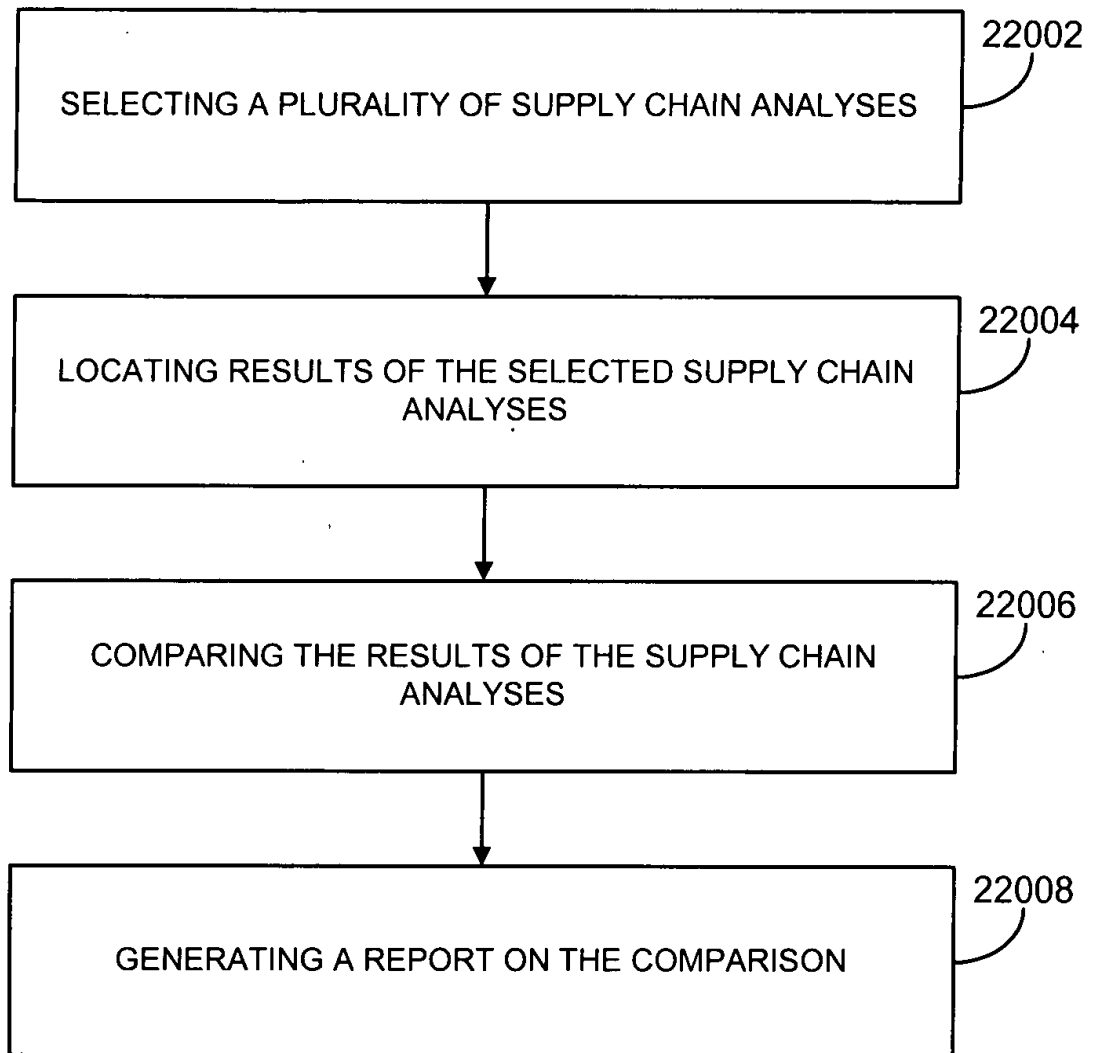 22002
SELECTING A PLURALITY OF SUPPLY CHAIN ANALYSES
22004
LOCATING RESULTS OF THE SELECTED SUPPLY CHAIN
ANALYSES
22006
COMPARING THE RESULTS OF THE SUPPLY CHAIN
ANALYSES
22008
GENERATING A REPORT ON THE COMPARISON